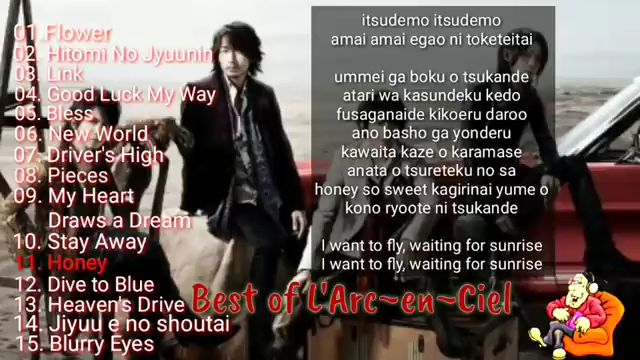 01.Flower
02. Hitomi No Jyuunin
03. Link
04. Good Luck My Way
05. Bless
06. New World
07. Driver's High
08. Pieces
09. My Heart
Draws a Dream
10. Stay Away
11. Honey
12. Dive to Blue
13. Heaven's Drive
14. Jiyuu e no shoutai
15. Blurry Eyes
itsudemo itsudemo
amai amai egao ni toketeitai
ummei ga boku o tsukande
atari wa kasundeku kedo
fusaganaide kikoeru daroo
ano basho ga yonderu
kawaita kaze o karamase
anata o tsureteku no sa
honey so sweet kagirinai yume o
kono ryoote ni tsukande
I want to fly, waiting for sunrise
I want to fly, waiting for sunrise
Best of L'Arc~en~Ciel